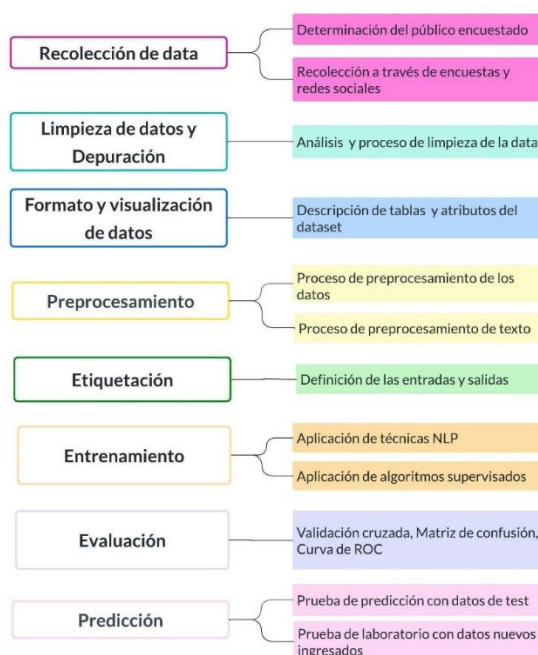 Recolección de data
Determinación del público encuestado
Recolección a través de encuestas y
redes sociales
Limpieza de datos y
Depuración
Análisis y proceso de limpieza de la data
Formato y visualización
de datos
Descripción de tablas y atributos del
dataset
Preprocesamiento
Proceso de preprocesamiento de los
datos
Proceso de preprocesamiento de texto
Etiquetación
Definición de las entradas y salidas
Entrenamiento
Aplicación de técnicas NLP
Aplicación de algoritmos supervisados
Evaluación
Validación cruzada, Matriz de confusión,
Curva de ROC
Predicción
Prueba de predicción con datos de test
Prueba de laboratorio con datos nuevos
ingresados